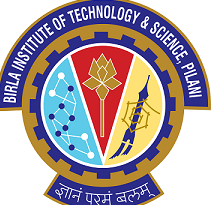 BIRLA INSTITUTE OF TECHNOLOGY & SCIENCE, PILANI
ज्ञानं परमं बलम्